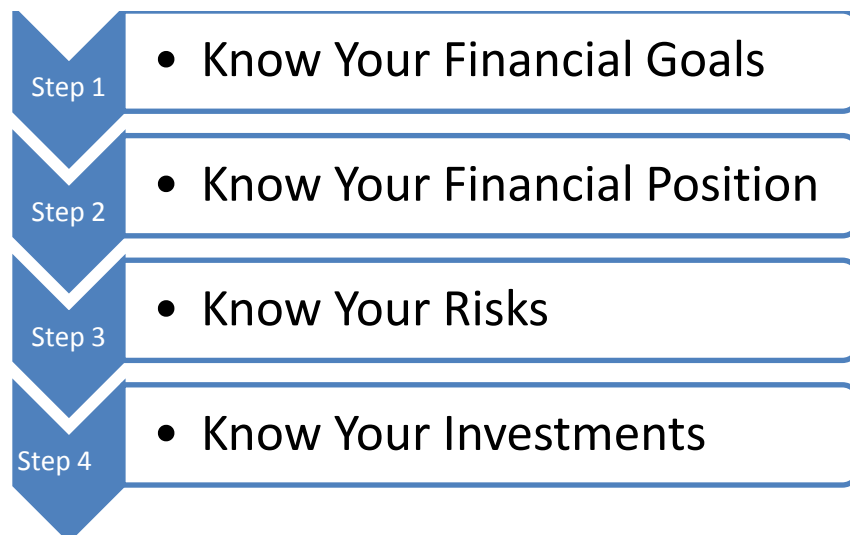 Step 1
• Know Your Financial Goals
Step 2
• Know Your Financial Position
Step 3
• Know Your Risks
Step 4
• Know Your Investments